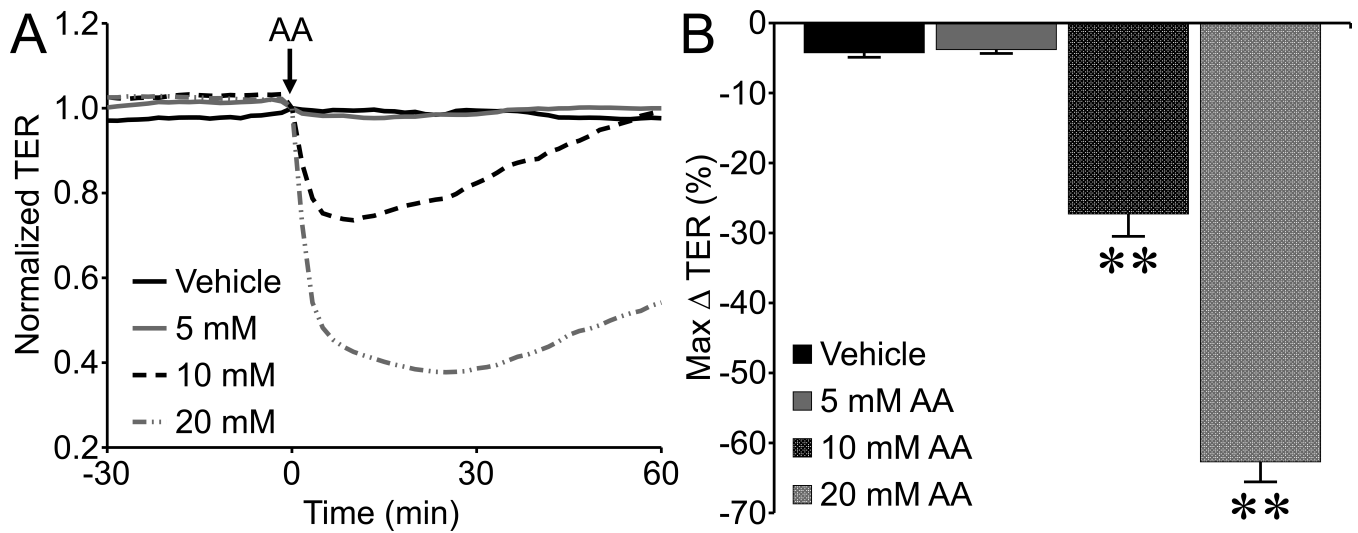 A
AA
1.2
1.0
0.8
0.6
0.4
0.2
Normalized TER
Vehicle
5 mM
10 mM
20 mM
-30
0
30
60
Time (min)
B
0
-10
-20
-30
-40
-50
-60
-70
Max Δ TER (%)
**
**
Vehicle
5 mM AA
10 mM AA
20 mM AA